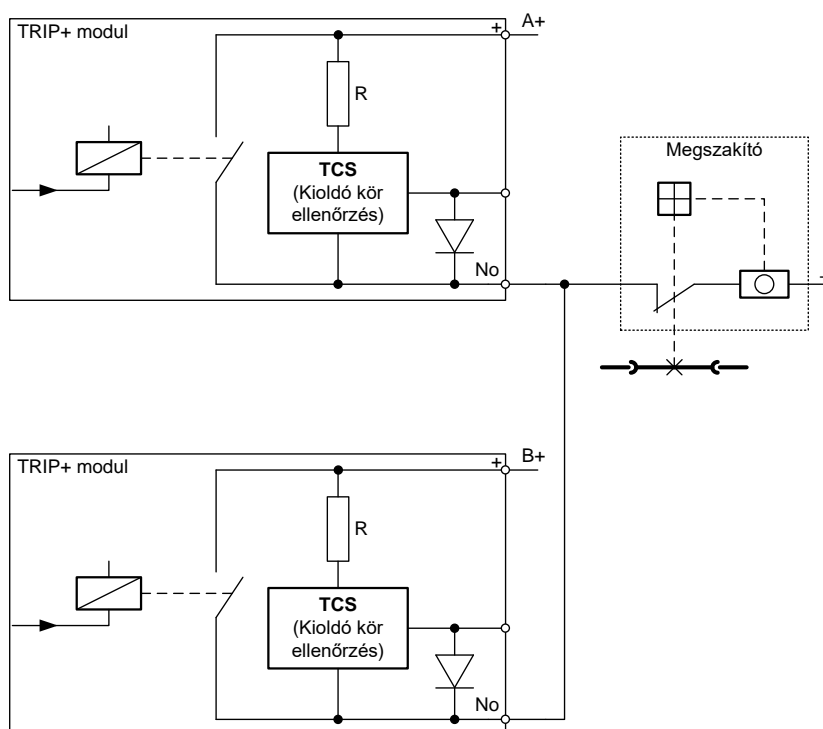 TRIP+ modul
+
A+
R
TCS
(Kioldó kör
ellenőrzés)
No
Megszakító
-
TRIP+ modul
+
B+
R
TCS
(Kioldó kör
ellenőrzés)
No